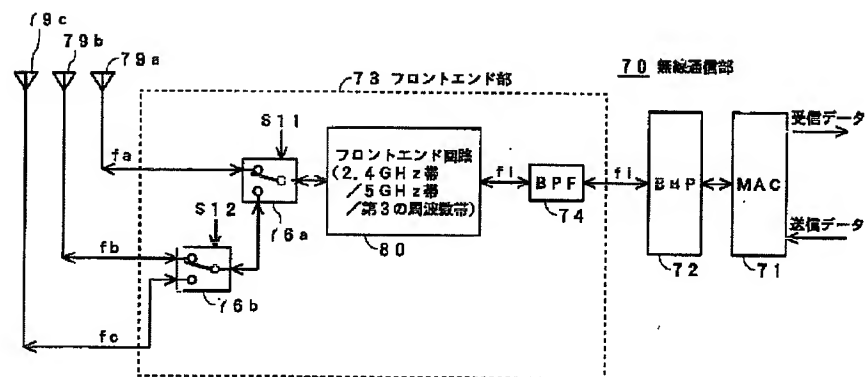 79c
79b
79a
73 フロントエンド部
70 無線通信部
S11
受信データ
fa
フロントエンド回路
(2.4GHz帯
/5GHz帯
/第3の周波数帯)
fi
BPF
fi
BBP
MAC
74
S12
76a
送信データ
fb
80
72
71
76b
fc